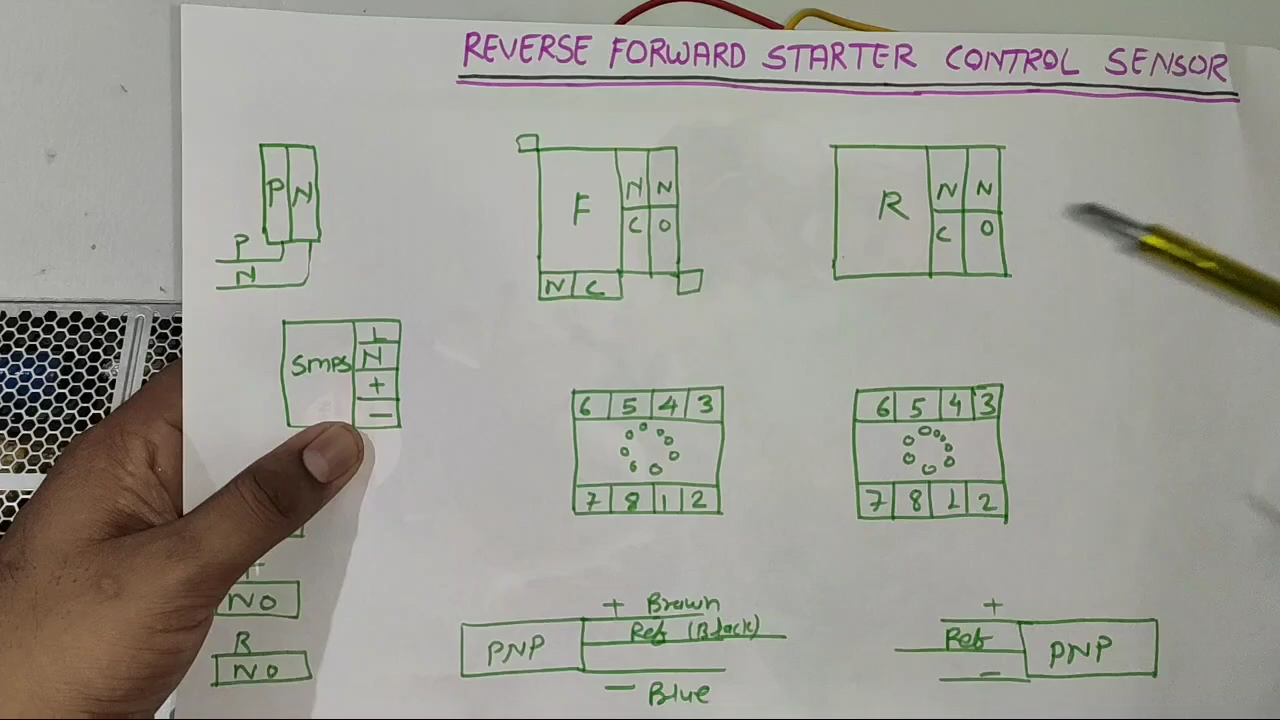 REVERSE FORWARD STARTER CONTROL SENSOR
P N
P
N
F
N N
C O
N C
R
N N
C O
SMPS
L
N
+
-
6 5 4 3
7 8 1 2
6 5 4 3
7 8 1 2
NO
R
NO
PNP
+ Brown
Ref (Black)
- Blue
+
Ref
-
PNP